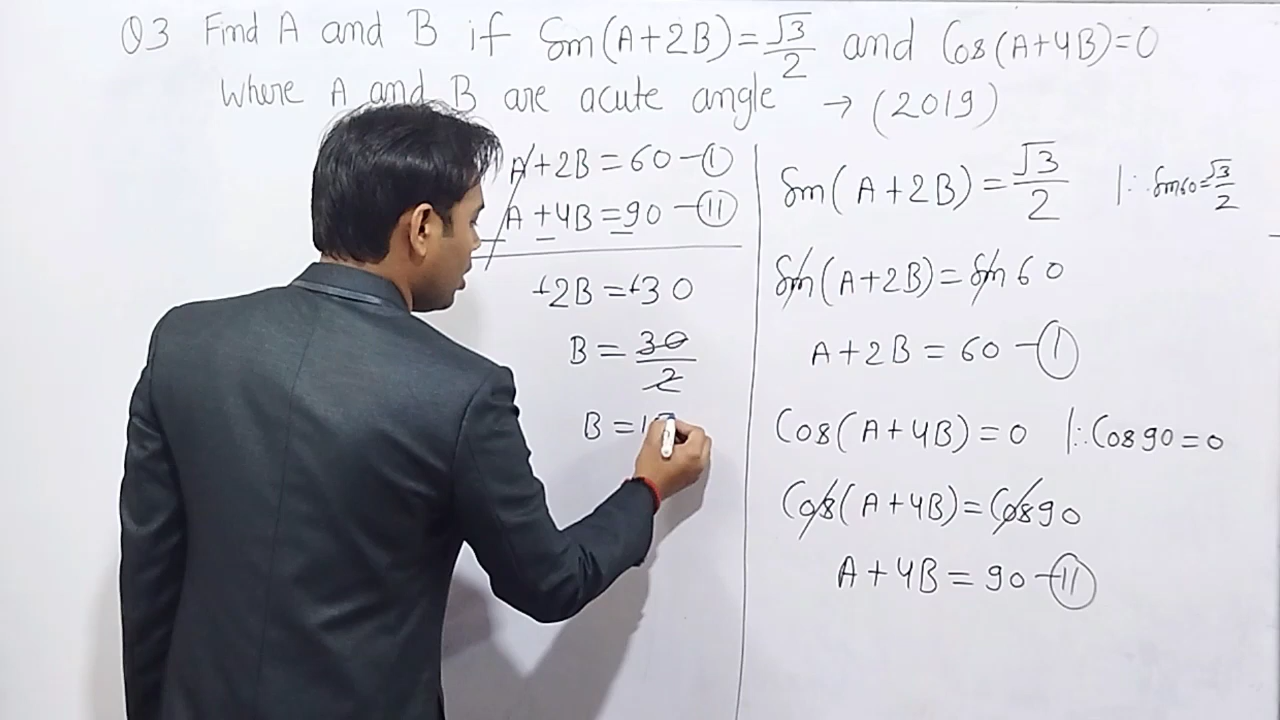 Q3 Find A and B if Sin(A+2B)=√3/2 and Cos(A+4B)=0
Where A and B are acute angle → (2019)
A+2B=60-①
A+4B=90-⑪
- - -
-2B=-30
B=30/2
B=1
Sin(A+2B)=√3/2 |∵Sin60=√3/2
Sin(A+2B)=Sin60
A+2B=60-①
Cos(A+4B)=0 |∴Cos90=0
Cos(A+4B)=Cos90
A+4B=90-⑪